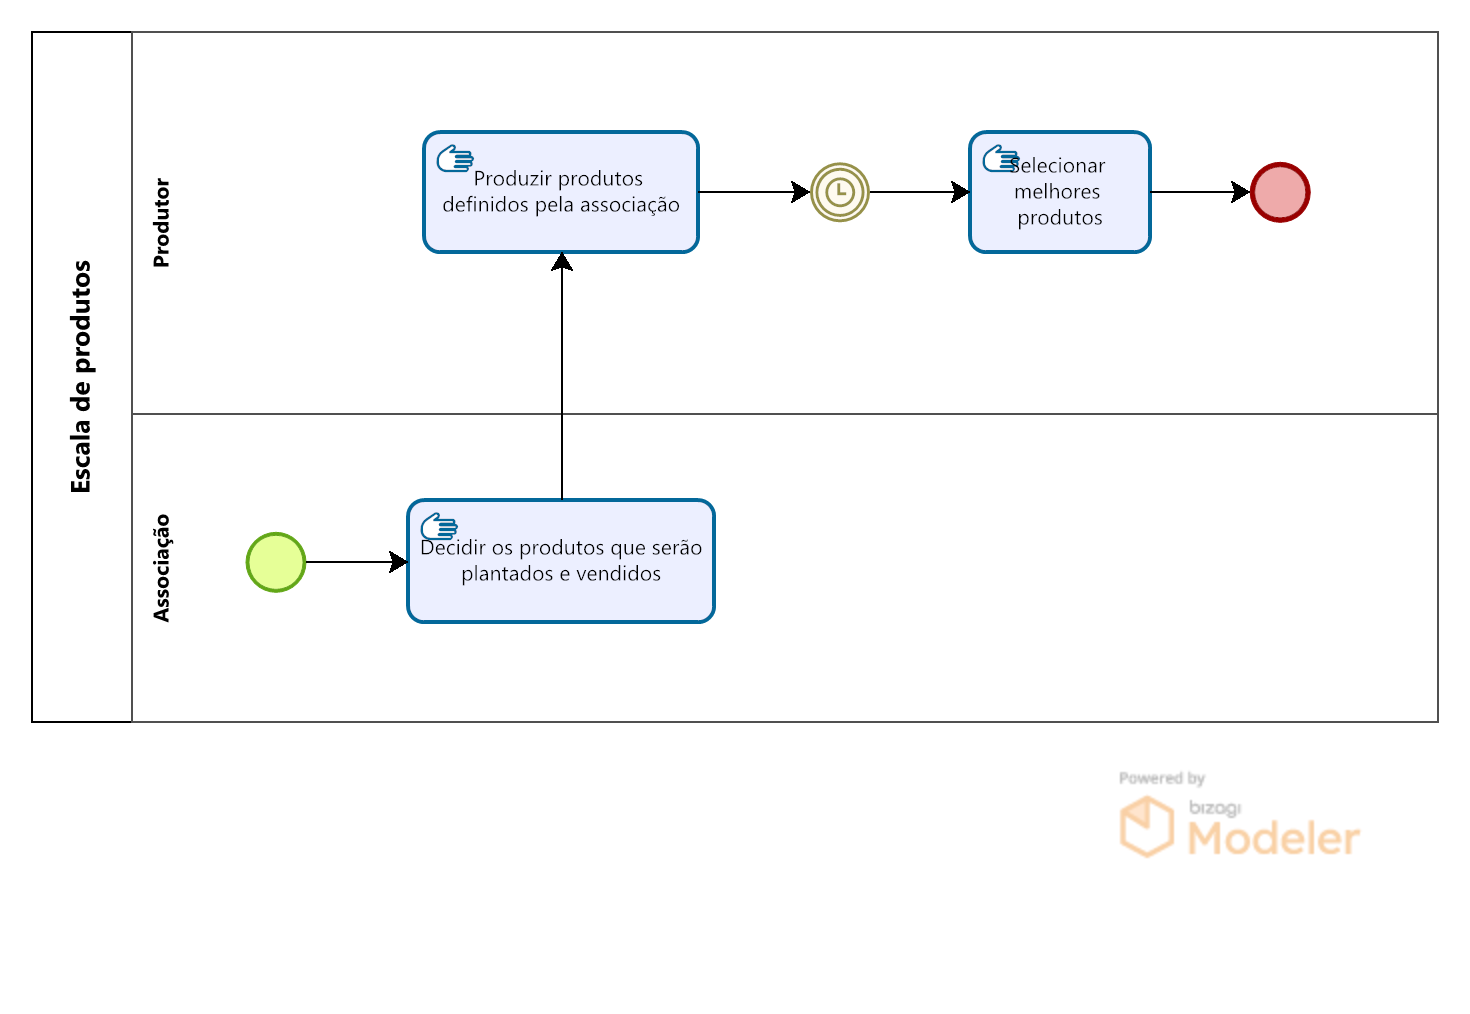 Escala de produtos
Produtor
Produzir produtos
definidos pela associação
Selecionar
melhores
produtos
Associação
Decidir os produtos que serão
plantados e vendidos
Powered by
bizagi
Modeler